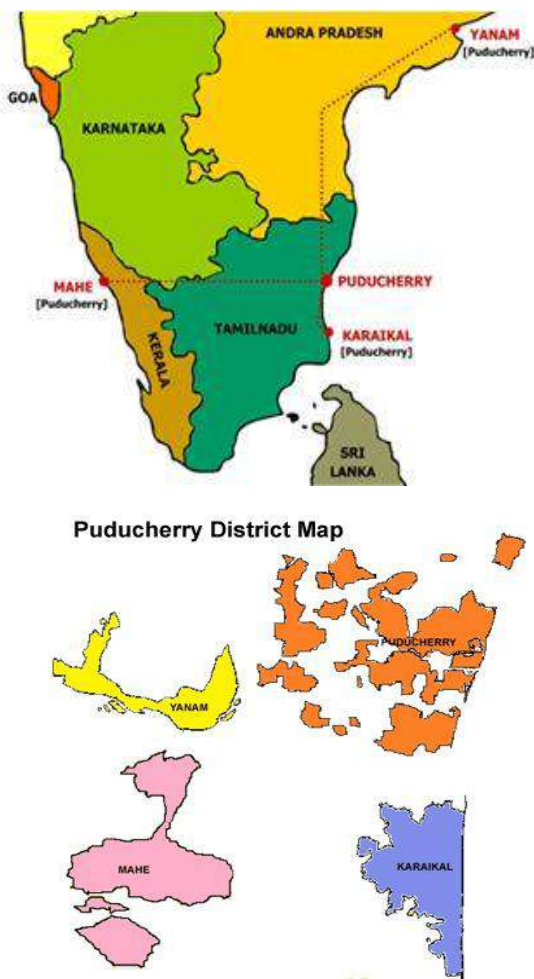 ANDRA PRADESH
YANAM
[Puducherry]
GOA
KARNATAKA
MAHE
[Puducherry]
PUDUCHERRY
TAMILNADU
KARAIKAL
[Puducherry]
KERALA
SRI
LANKA
Puducherry District Map
PUDUCHERRY
YANAM
MAHE
KARAIKAL